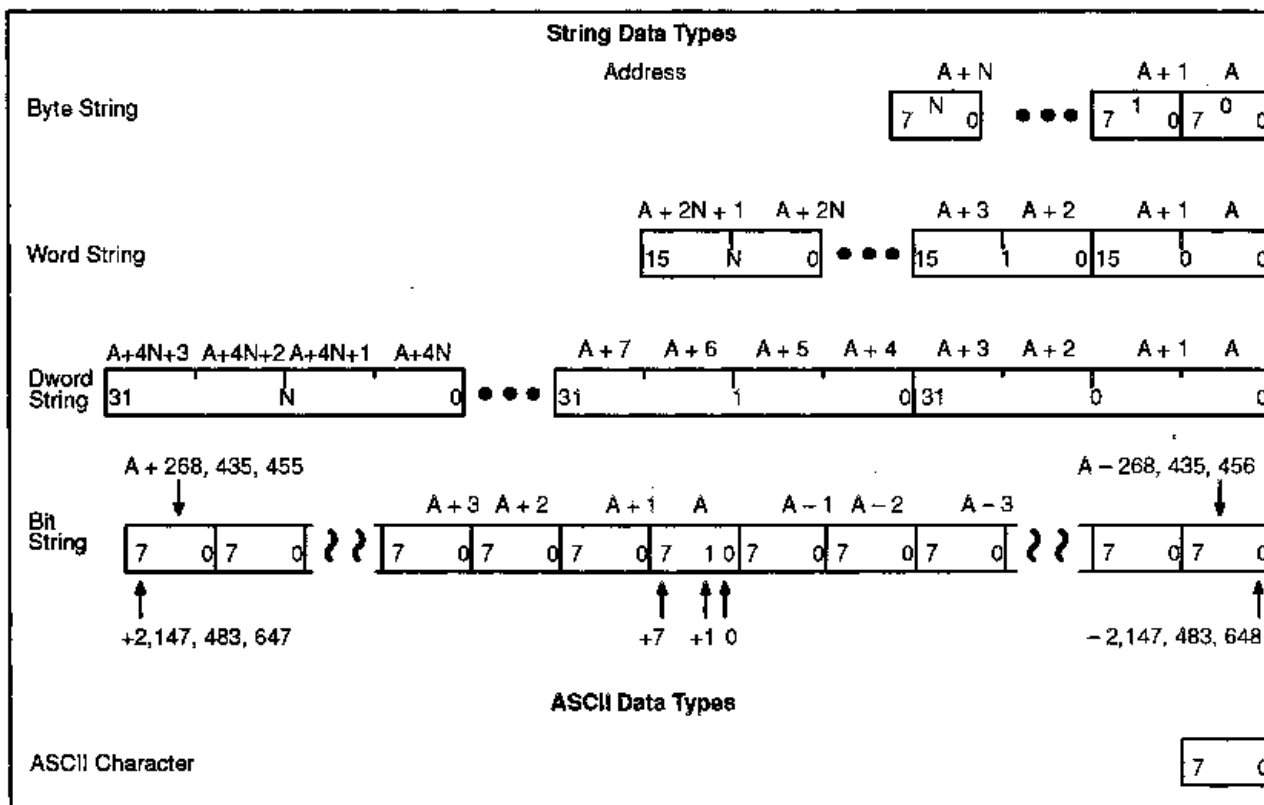 String Data Types
Address A + N A + 1 A
Byte String
7 N 0 7 1 0 7 0 0
A + 2N + 1 A + 2N A + 3 A + 2 A + 1 A
Word String
15 N 0 15 1 0 15 0 0
A+4N+3 A+4N+2 A+4N+1 A+4N A + 7 A + 6 A + 5 A + 4 A + 3 A + 2 A + 1 A
Dword
String
31 N 0 31 1 0 31 0 0
A + 268, 435, 455 A – 268, 435, 456
A + 3 A + 2 A + 1 A A – 1 A – 2 A – 3
Bit
String
7 0 7 0 7 0 7 0 7 0 7 1 0 7 0 7 0 7 0 7 0 7 0
+2,147, 483, 647 +7 +1 0 – 2,147, 483, 648
ASCII Data Types
ASCII Character
7 0